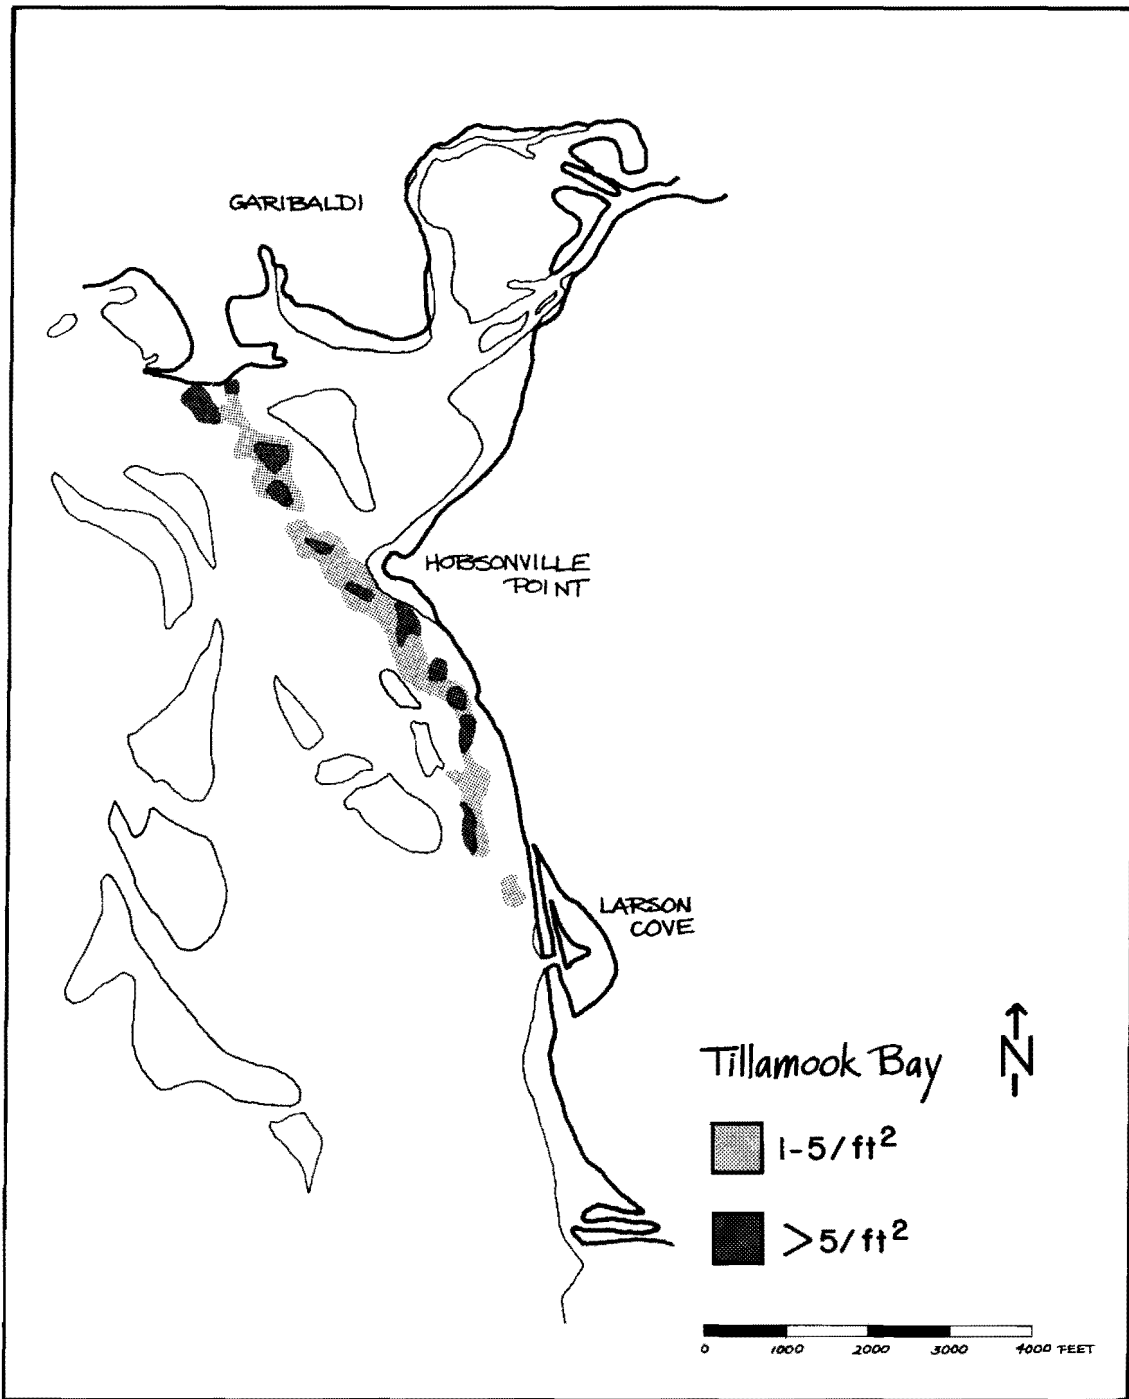 GARIBALDI
HOBSONVILLE
POINT
LARSON
COVE
Tillamook Bay
N
1-5/ft²
>5/ft²
0 1000 2000 3000 4000 FEET